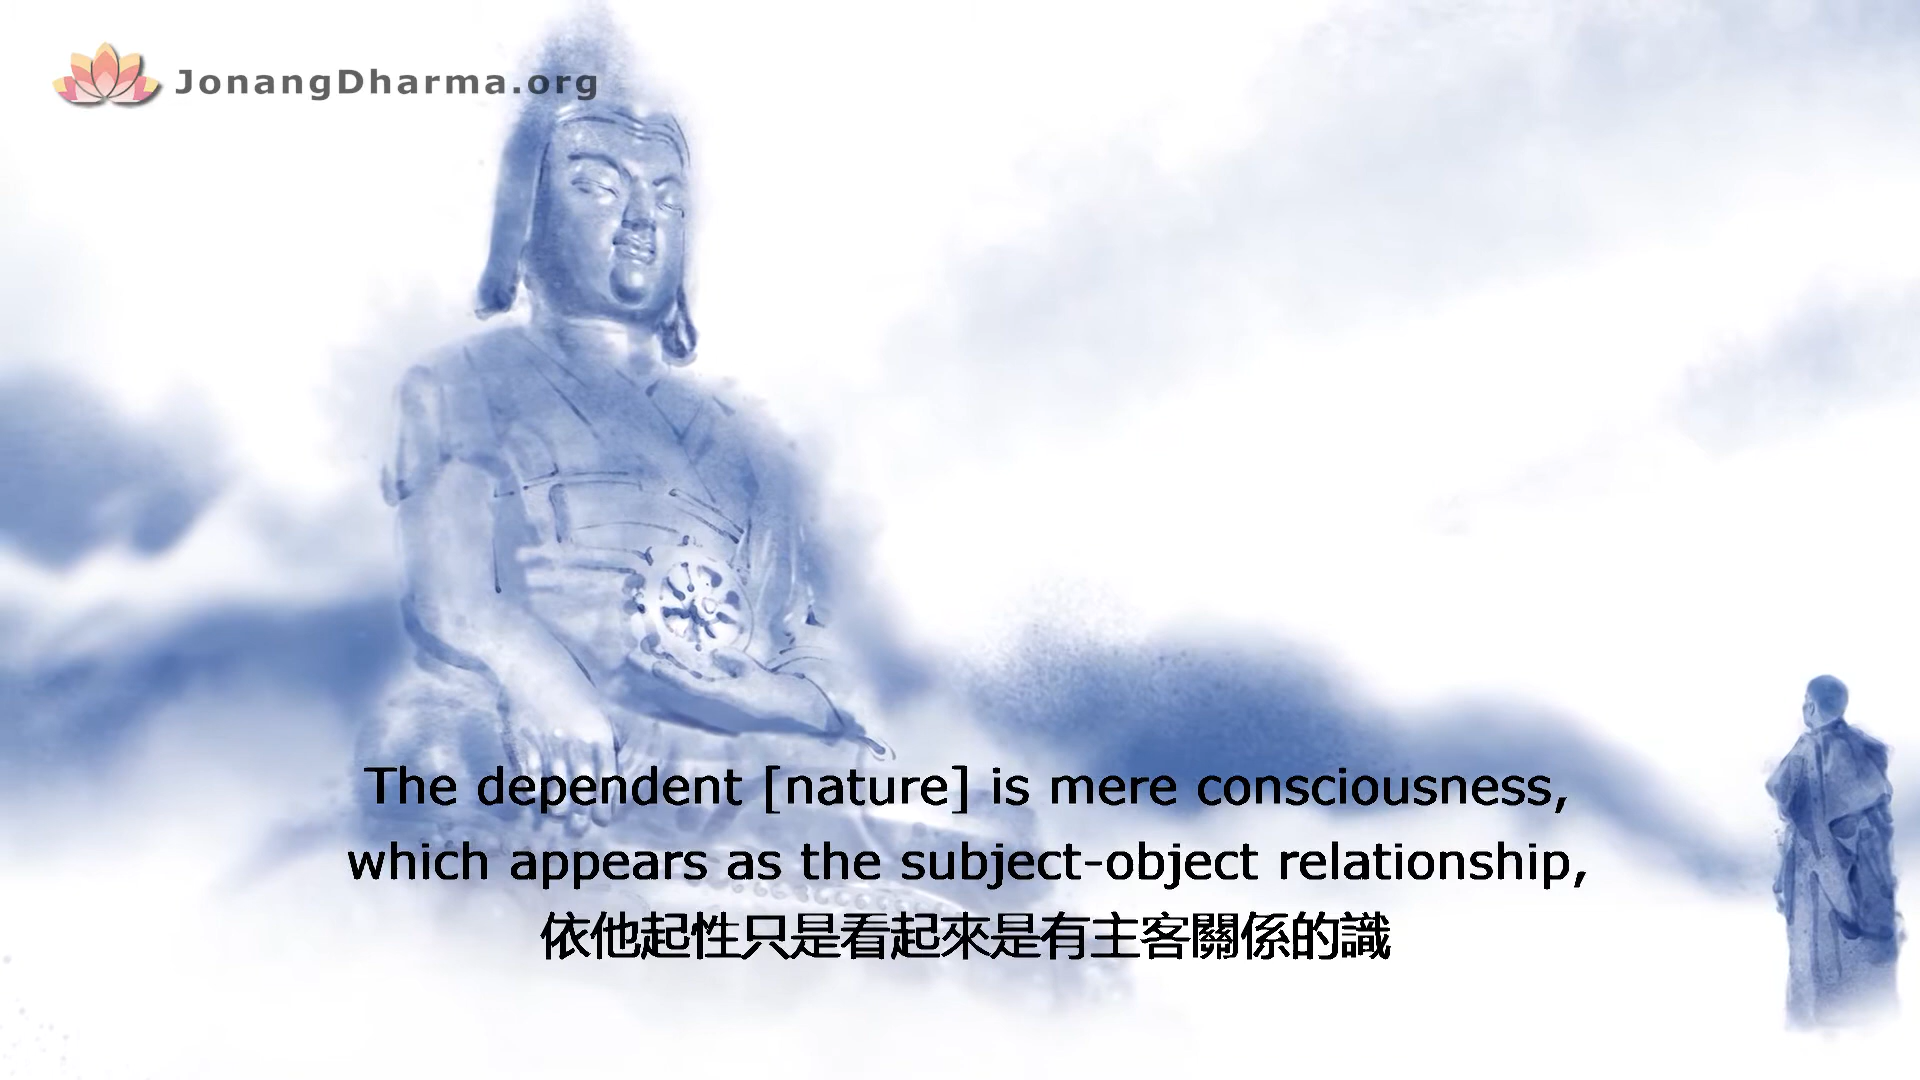 JonangDharma.org
The dependent [nature] is mere consciousness,
which appears as the subject-object relationship,
依他起性只是看起來是有主客關係的識